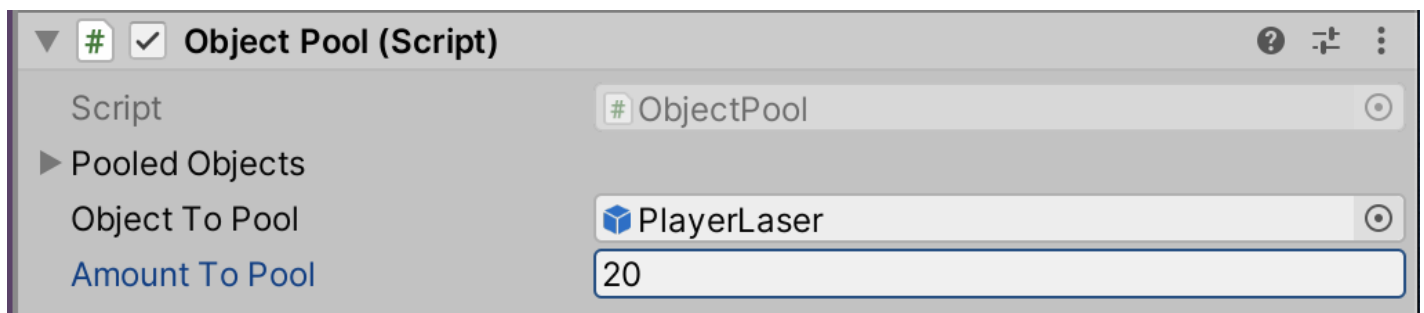 # Object Pool (Script) ?
Script # ObjectPool
Pooled Objects
Object To Pool PlayerLaser
Amount To Pool 20